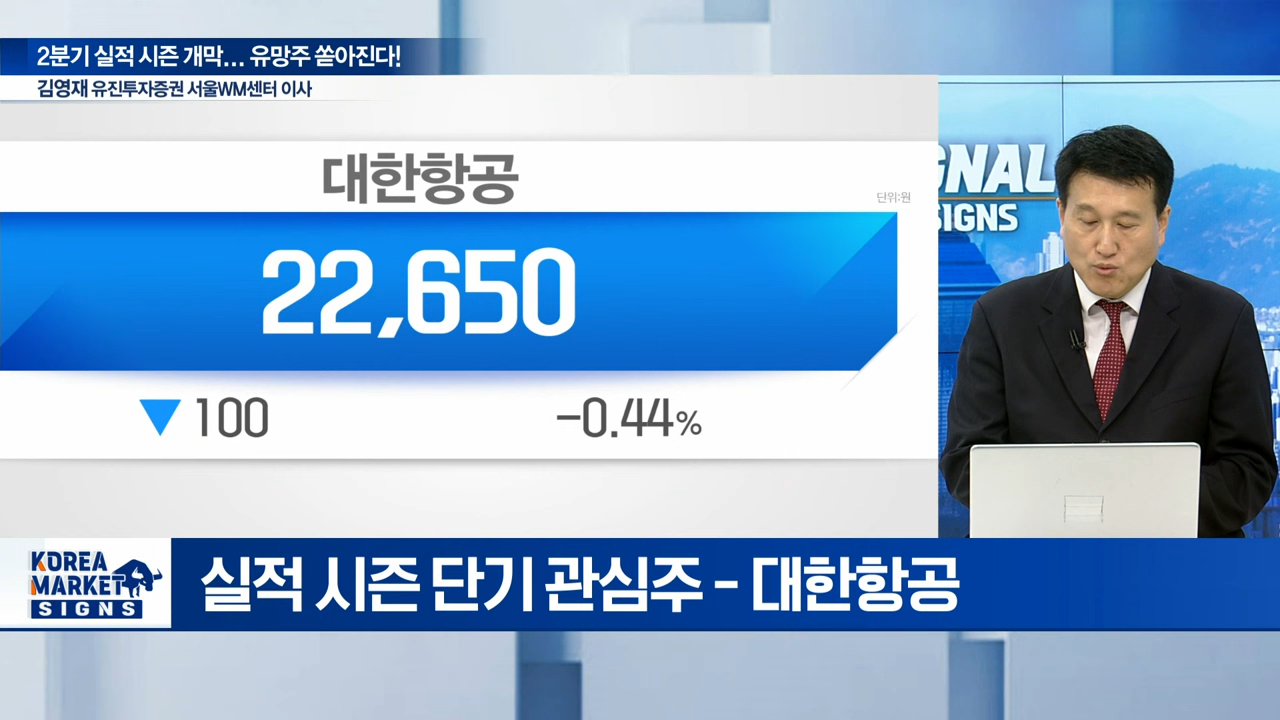 2분기 실적 시즌 개막... 유망주 쏟아진다!
김영재 유진투자증권 서울WM센터 이사
대한항공
단위:원
22,650
▼ 100
-0.44%
GNAL
SIGNS
KOREA
MARKET
SIGNS
실적 시즌 단기 관심주 - 대한항공